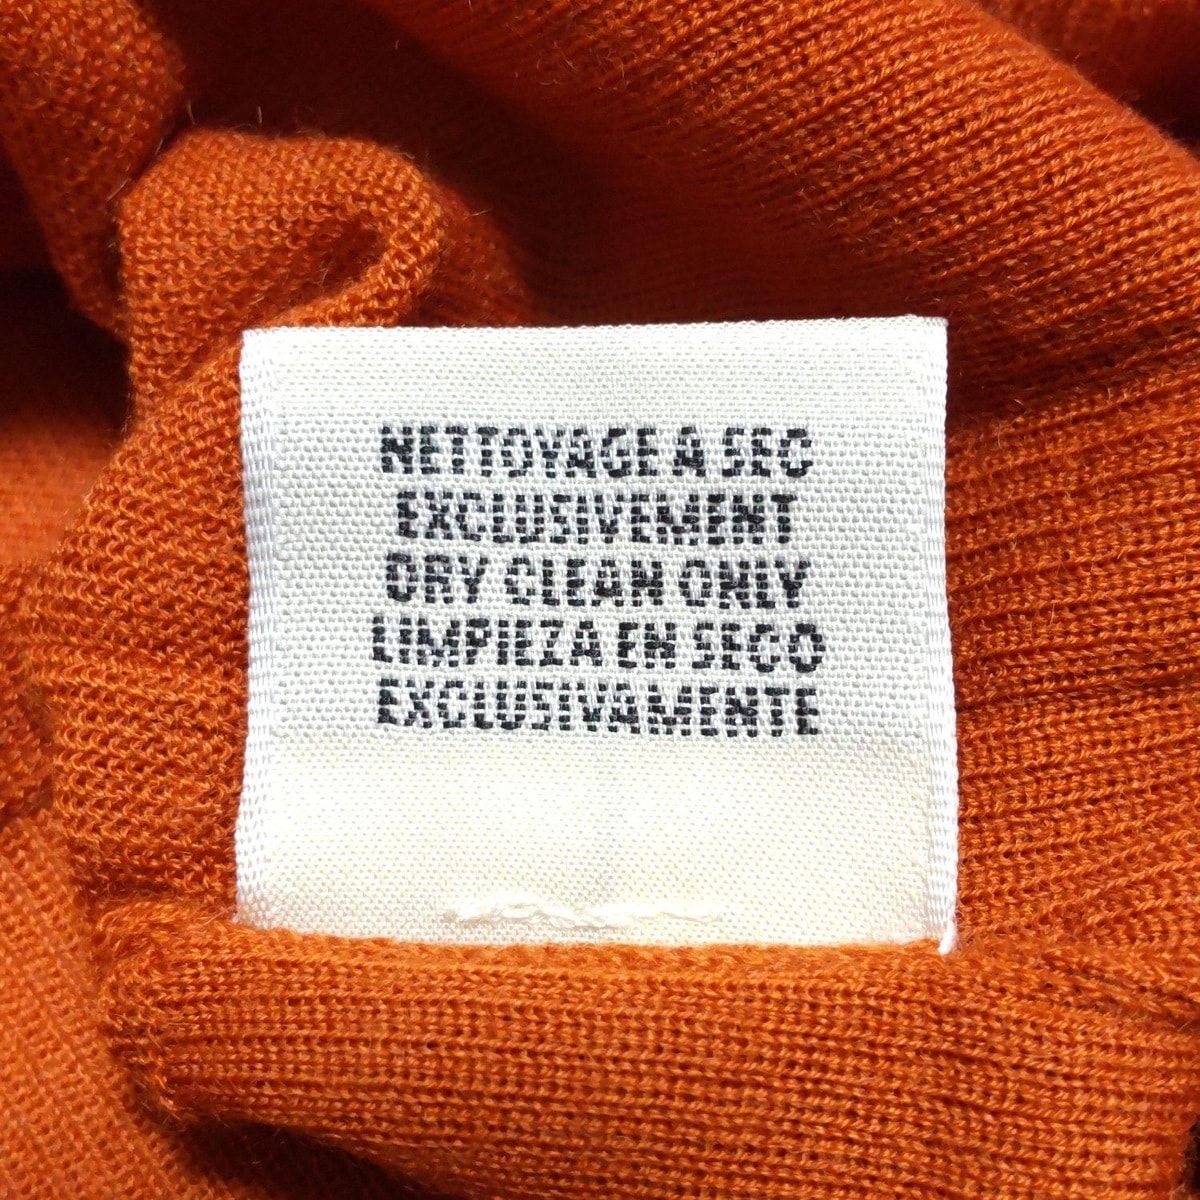 NETTOYAGE A SEC
EXCLUSIVEMENT
DRY CLEAN ONLY
LIMPIEZA EN SECO
EXCLUSIVAMENTE